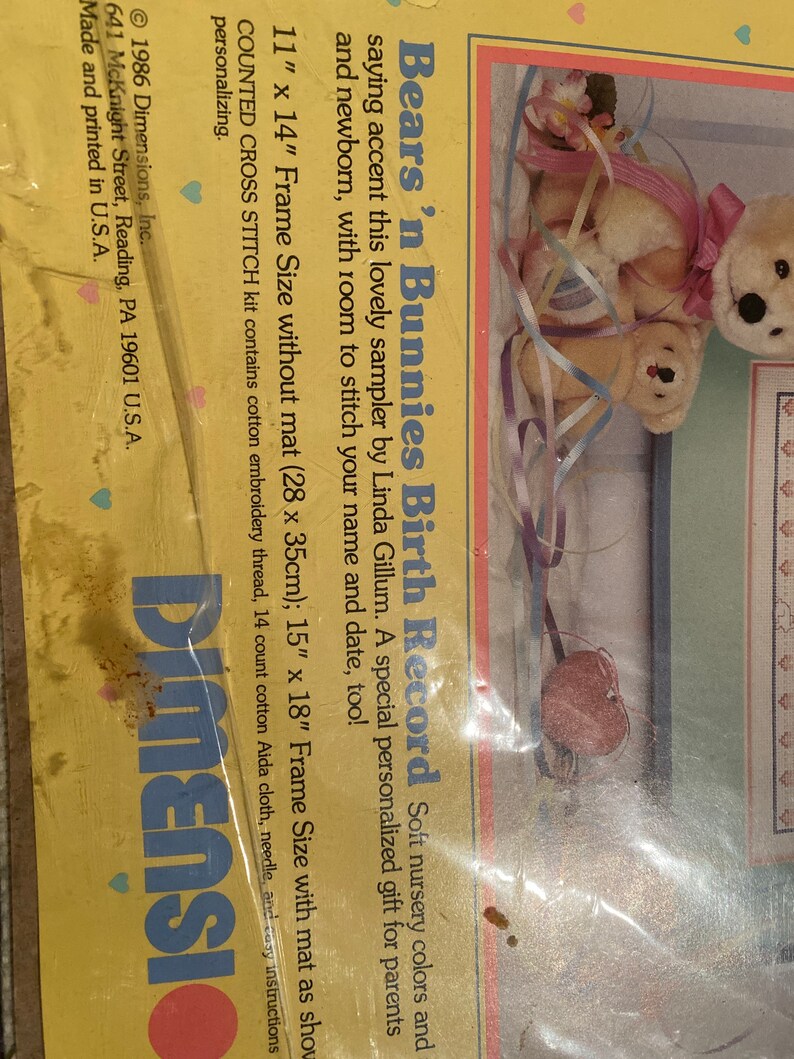 Bears 'n Bunnies Birth Record Soft nursery colors and
saying accent this lovely sampler by Linda Gillum. A special personalized gift for parents
and newborn, with room to stitch your name and date, too!
11" x 14" Frame Size without mat (28 x 35cm); 15" x 18" Frame Size with mat as show
COUNTED CROSS STITCH kit contains cotton embroidery thread, 14 count cotton Aida cloth, needle, and easy instructions
personalizing.
© 1986 Dimensions, Inc.
641 McKnight Street, Reading, PA 19601 U.S.A.
Made and printed in U.S.A.
DIMENSI